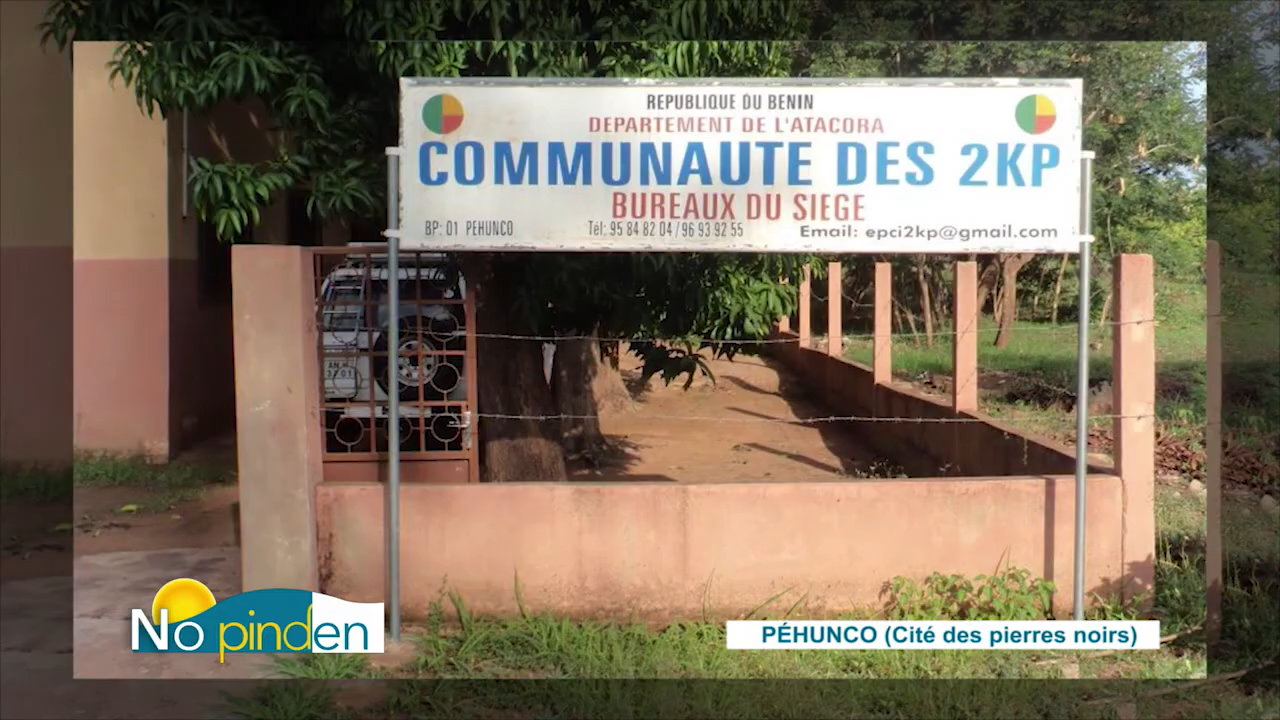 REPUBLIQUE DU BENIN
DEPARTEMENT DE L'ATACORA
COMMUNAUTE DES 2KP
BUREAUX DU SIEGE
BP: 01 PEHUNCO Tél: 95 84 82 04 / 96 93 92 55 Email: epci2kp@gmail.com
No pinden
PÉHUNCO (Cité des pierres noirs)